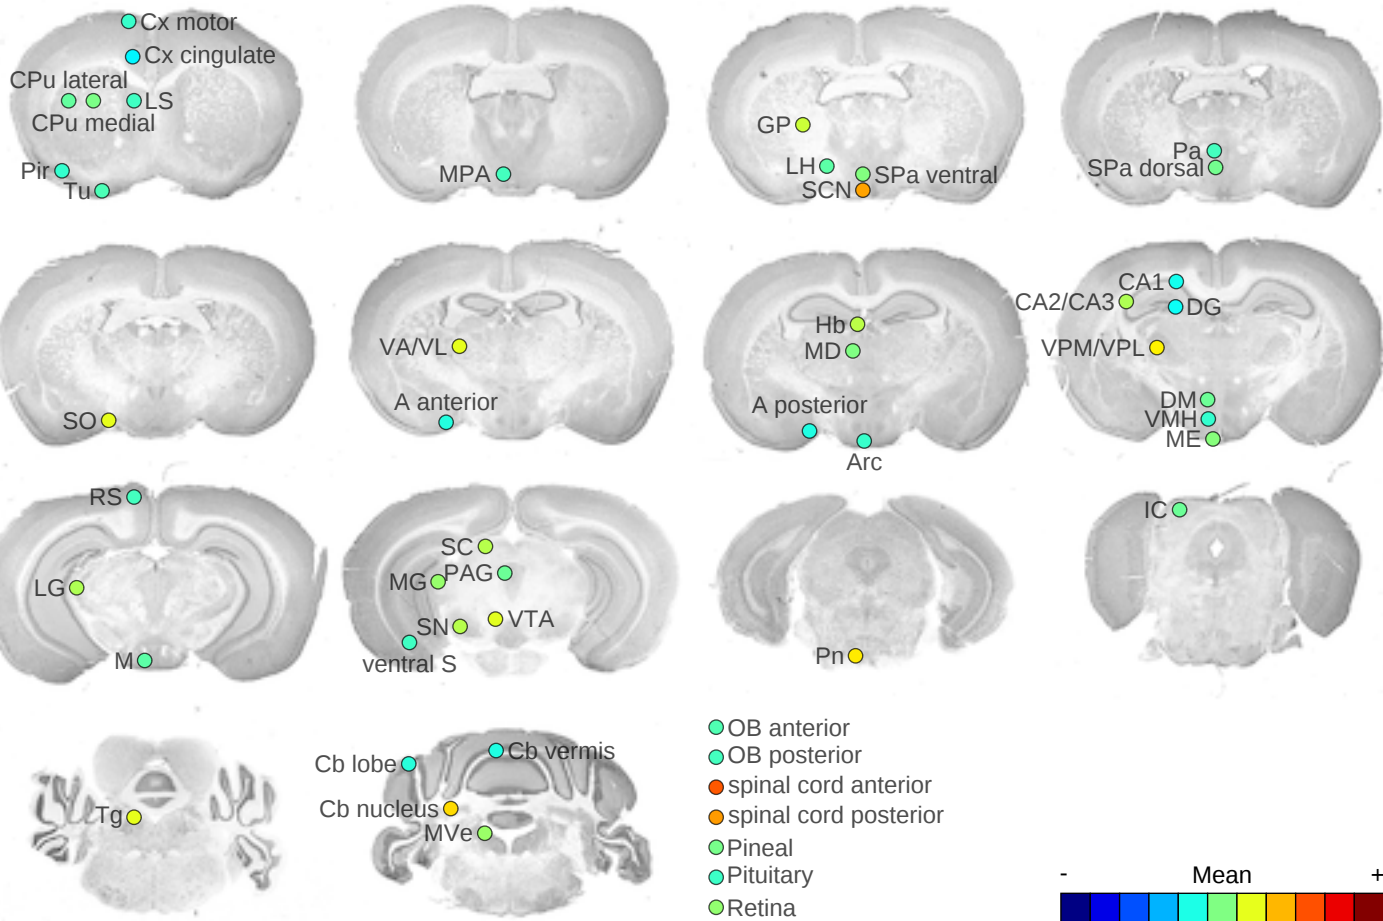 Cx motor
Cx cingulate
CPu lateral
LS
CPu medial
Pir
Tu
MPA
GP
LH
SPa ventral
SCN
Pa
SPa dorsal
SO
VA/VL
A anterior
Hb
MD
A posterior
Arc
CA1
CA2/CA3
DG
VPM/VPL
DM
VMH
ME
RS
LG
M
SC
MG
PAG
SN
VTA
ventral S
Pn
IC
Tg
Cb lobe
Cb vermis
Cb nucleus
MVe
OB anterior
OB posterior
spinal cord anterior
spinal cord posterior
Pineal
Pituitary
Retina
- Mean +